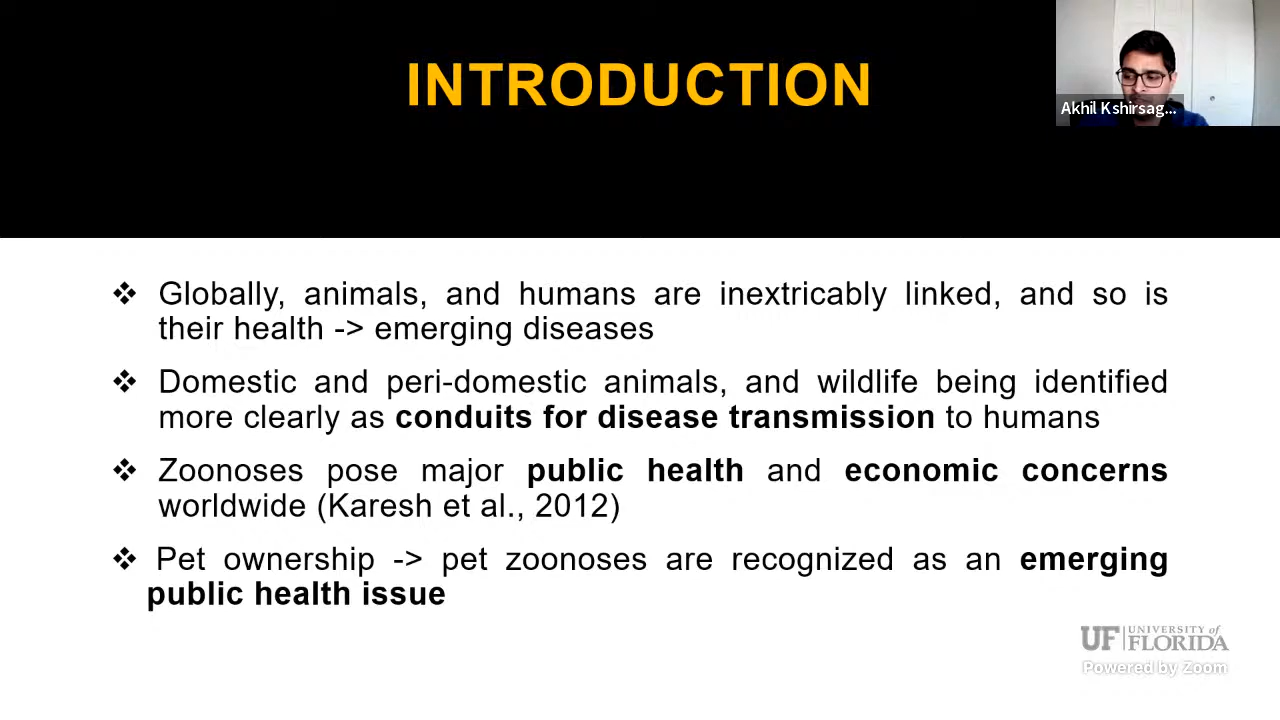 INTRODUCTION
Akhil Kshirsag...
❖ Globally, animals, and humans are inextricably linked, and so is
their health -> emerging diseases
❖ Domestic and peri-domestic animals, and wildlife being identified
more clearly as conduits for disease transmission to humans
❖ Zoonoses pose major public health and economic concerns
worldwide (Karesh et al., 2012)
❖ Pet ownership -> pet zoonoses are recognized as an emerging
public health issue
UF UNIVERSITY of
FLORIDA
Powered by Zoom